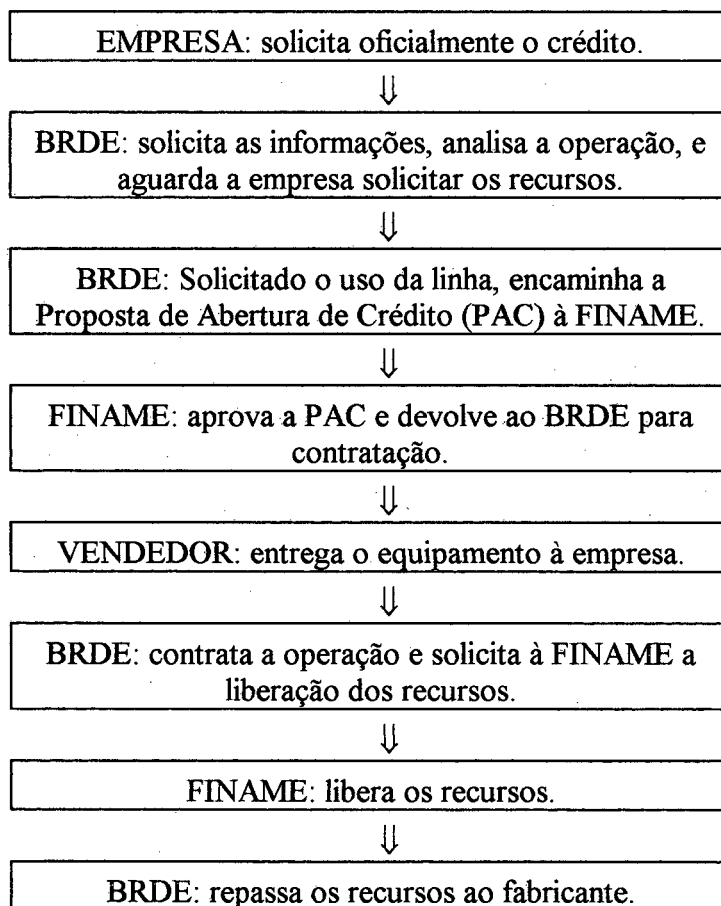 EMPRESA: solicita oficialmente o crédito.
⇓
BRDE: solicita as informações, analisa a operação, e
aguarda a empresa solicitar os recursos.
⇓
BRDE: Solicitado o uso da linha, encaminha a
Proposta de Abertura de Crédito (PAC) à FINAME.
⇓
FINAME: aprova a PAC e devolve ao BRDE para
contratação.
⇓
VENDEDOR: entrega o equipamento à empresa.
⇓
BRDE: contrata a operação e solicita à FINAME a
liberação dos recursos.
⇓
FINAME: libera os recursos.
⇓
BRDE: repassa os recursos ao fabricante.